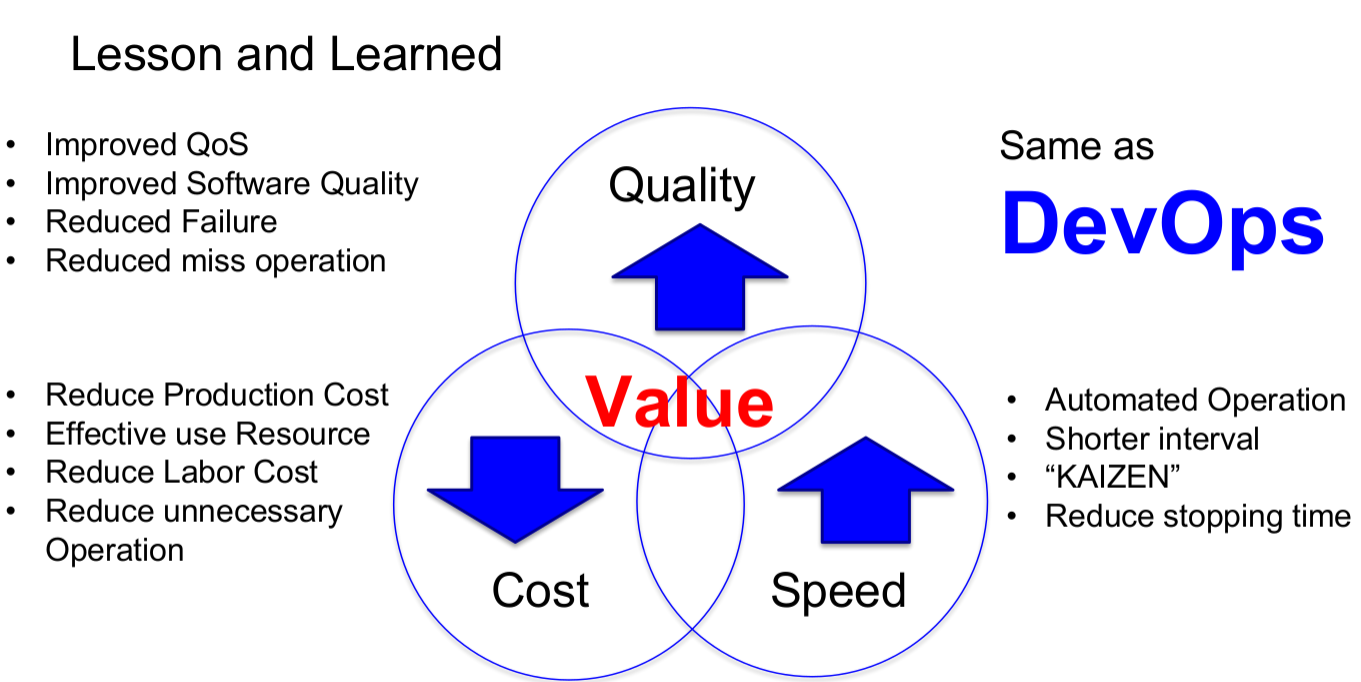 Lesson and Learned
• Improved QoS
• Improved Software Quality
• Reduced Failure
• Reduced miss operation
Quality
Same as
DevOps
Value
• Reduce Production Cost
• Effective use Resource
• Reduce Labor Cost
• Reduce unnecessary
Operation
Cost
Speed
• Automated Operation
• Shorter interval
• “KAIZEN”
• Reduce stopping time